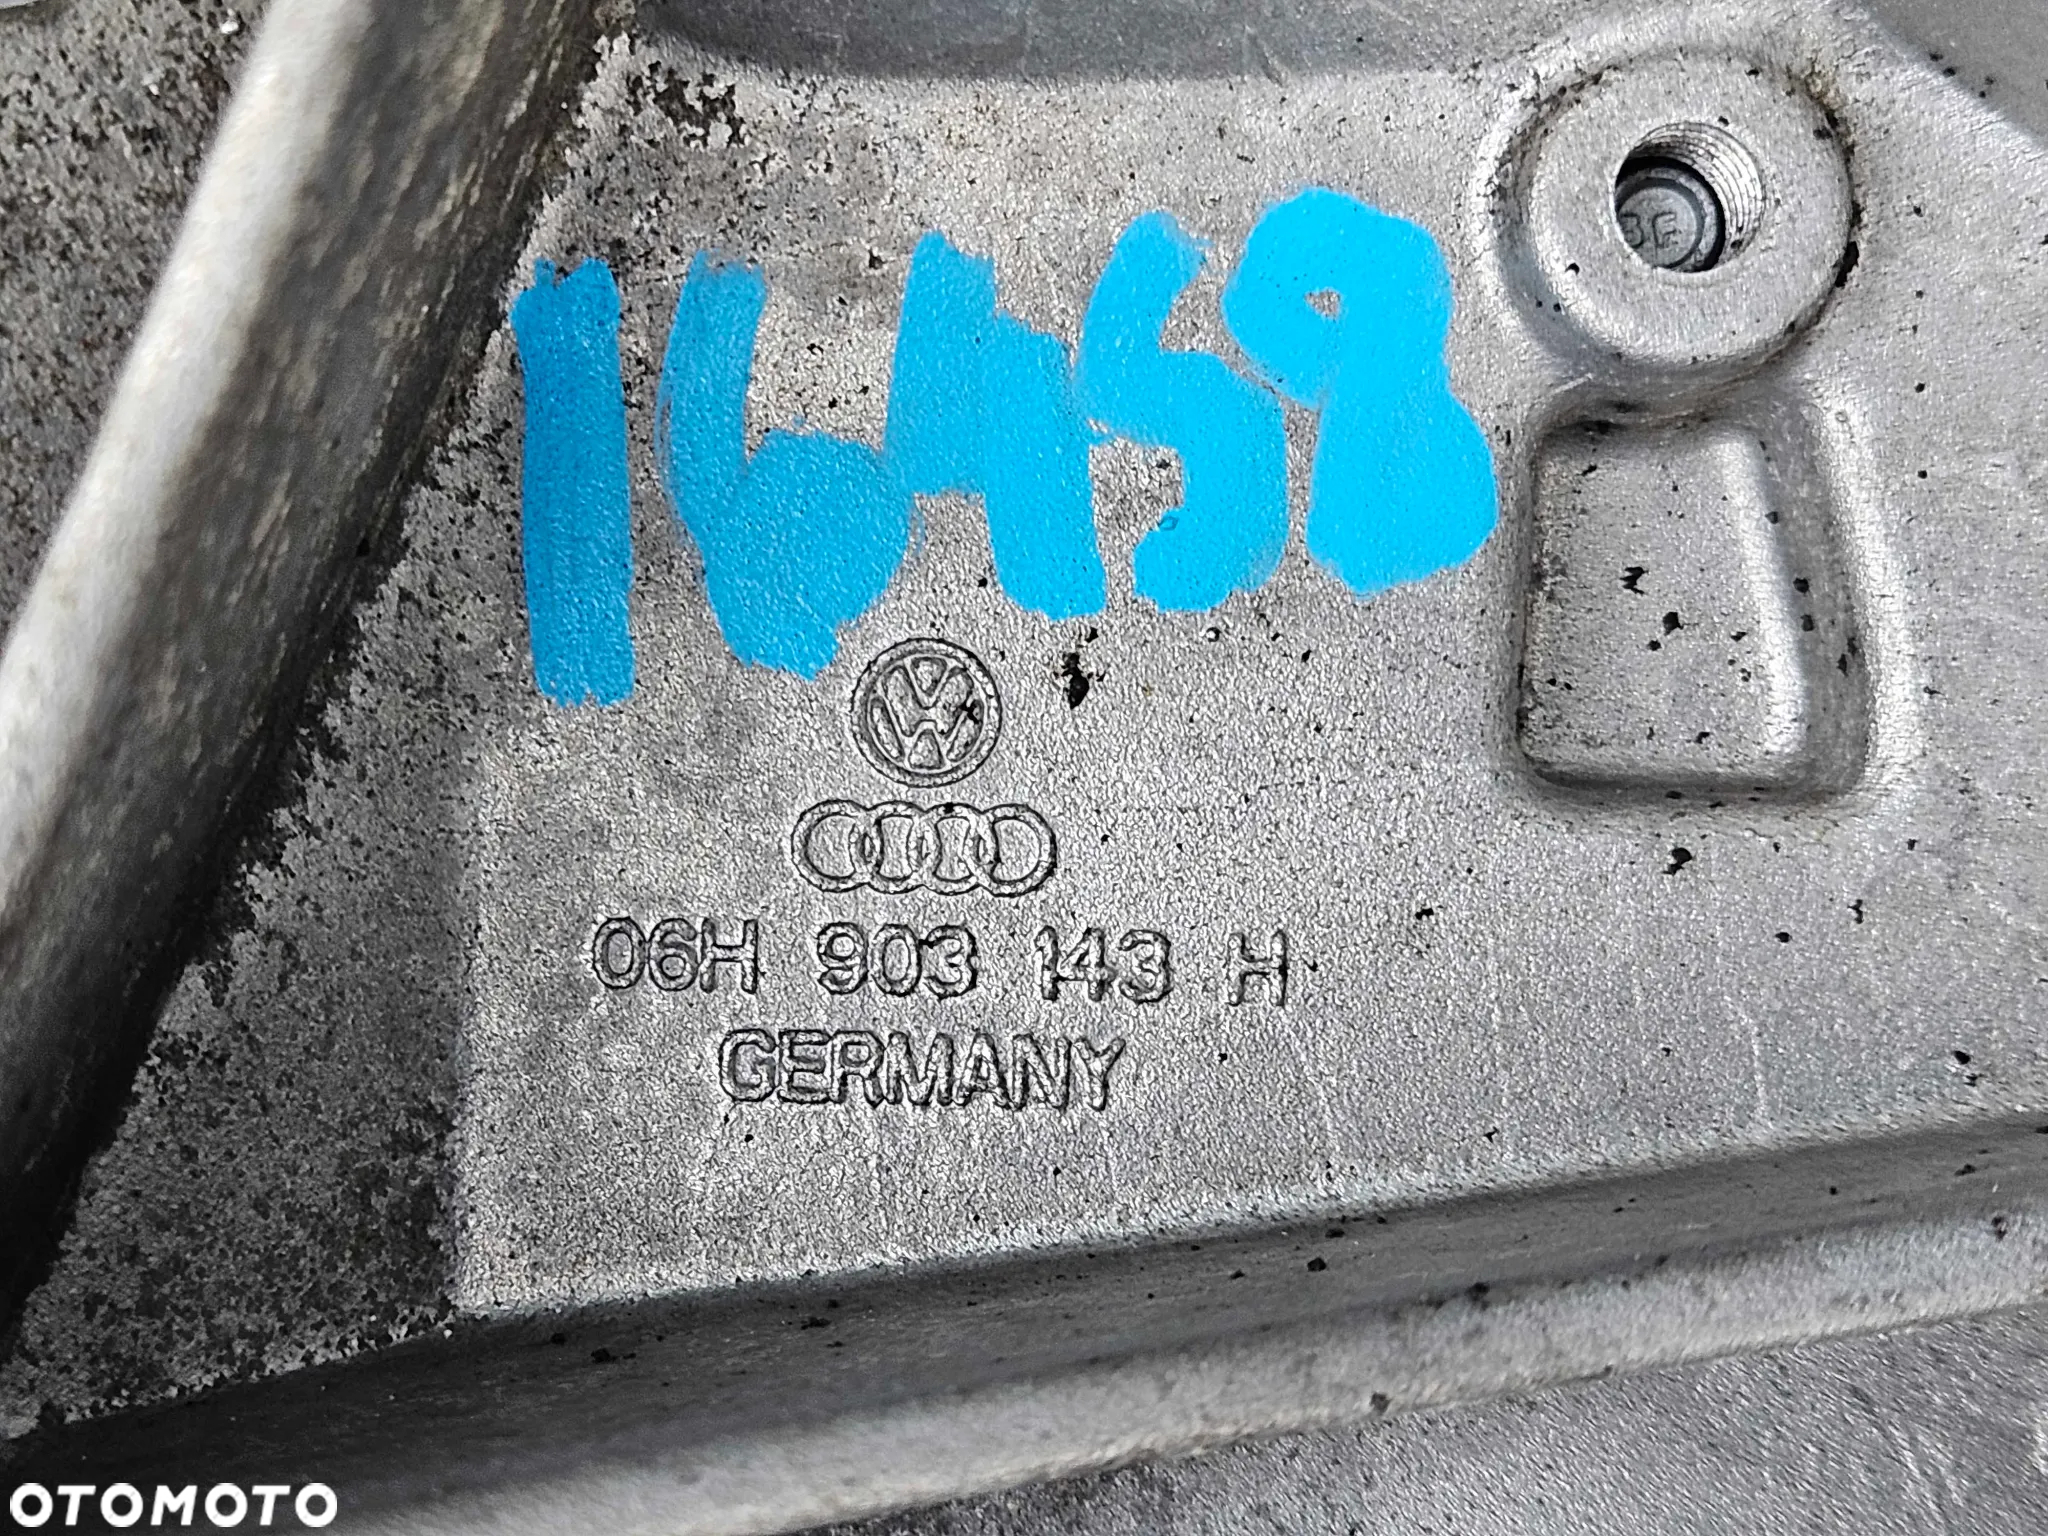 16458
06H 903 143 H
GERMANY
OTOMOTO